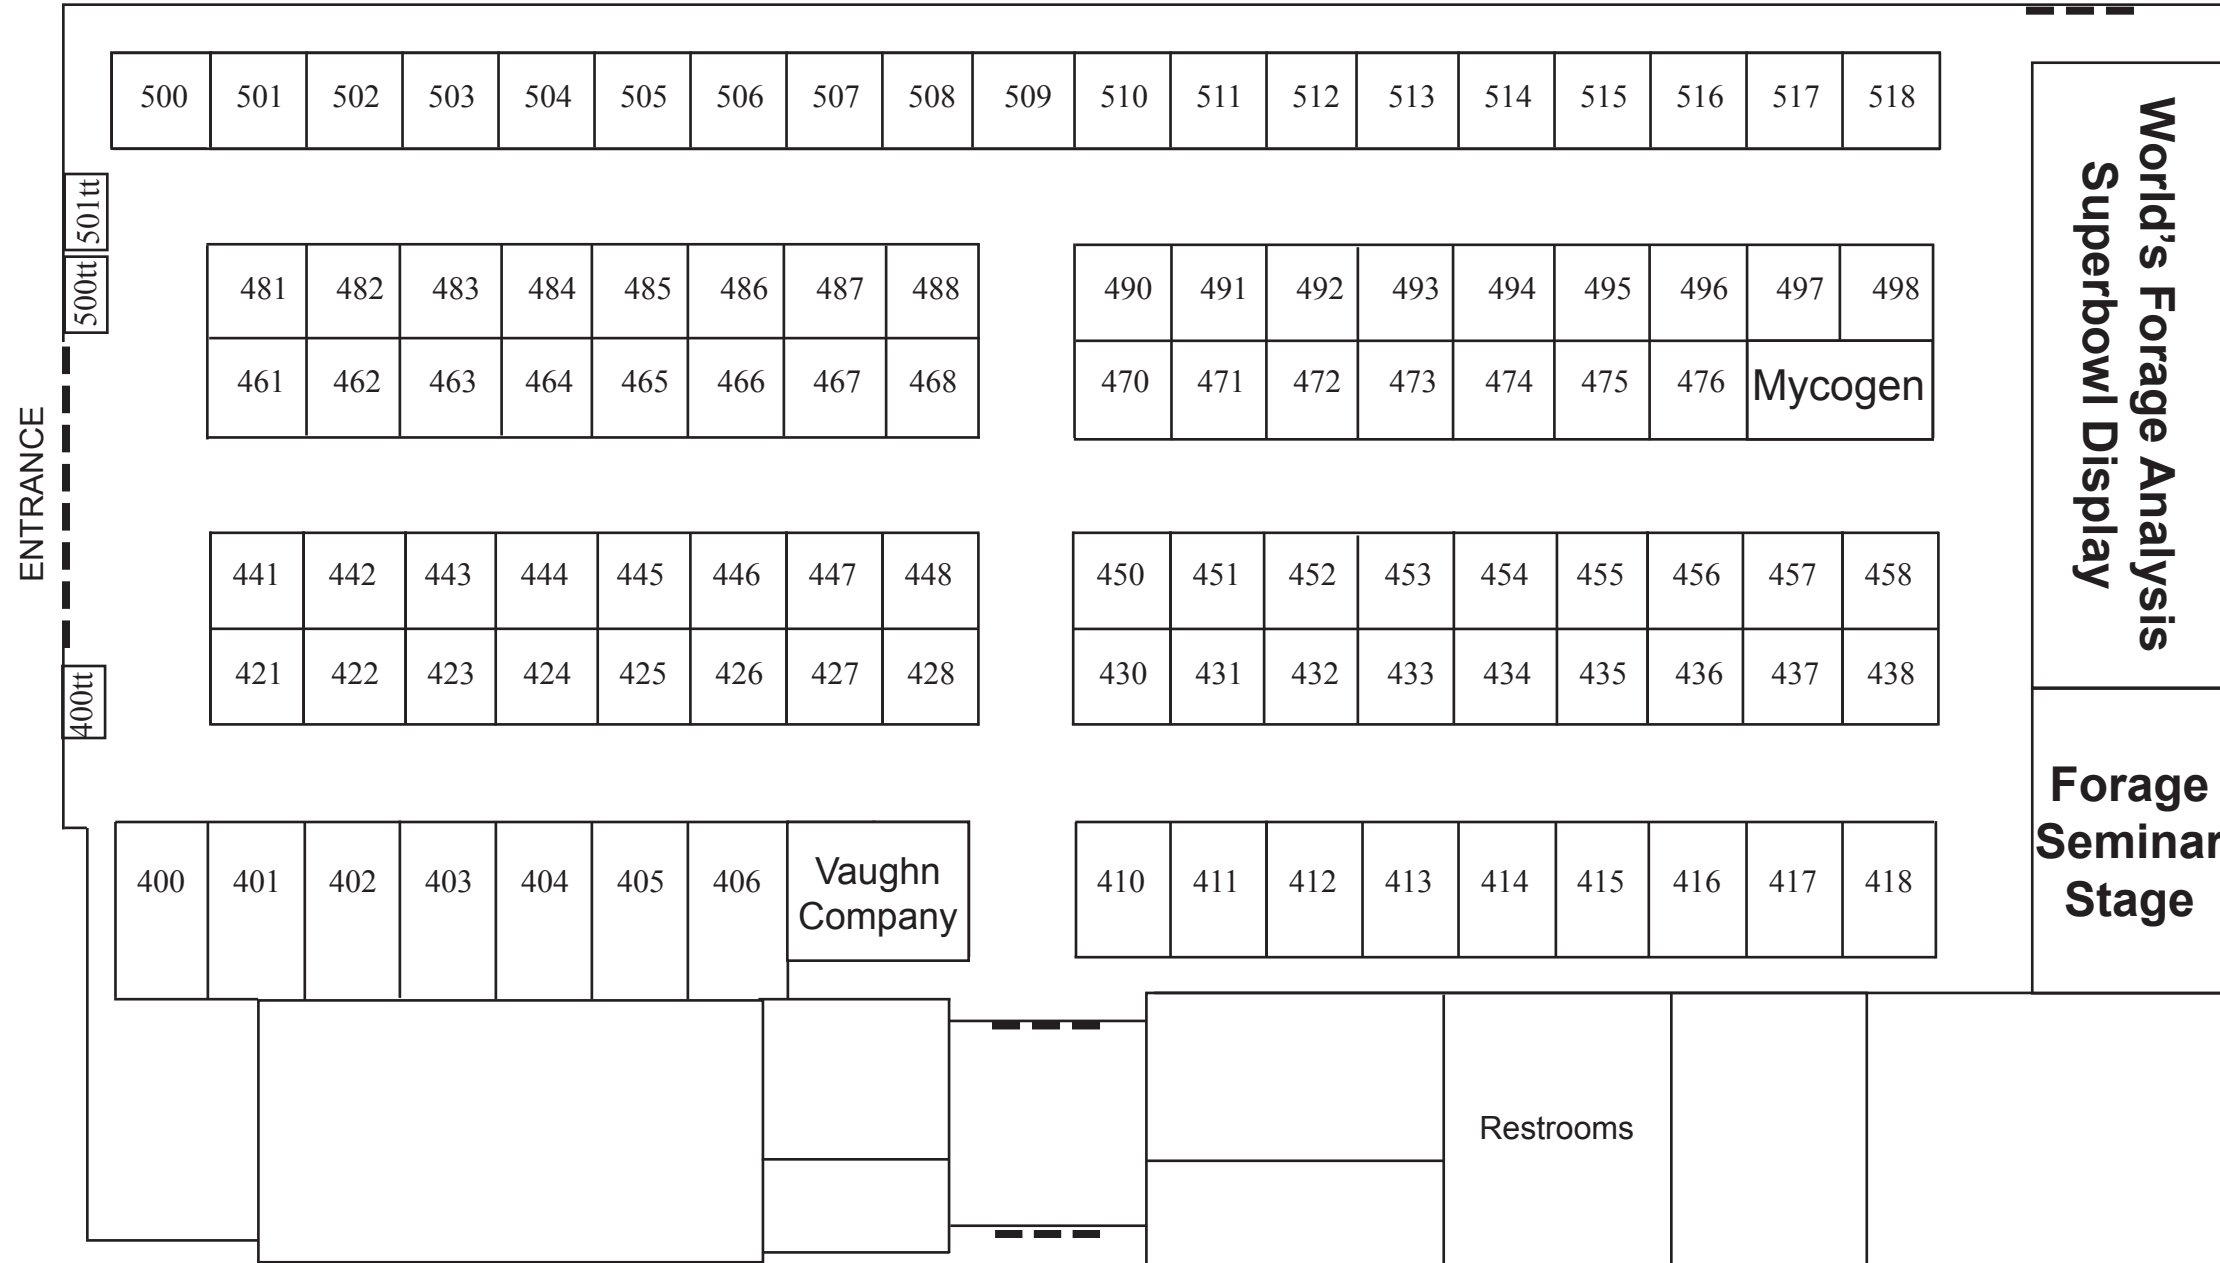 500 501 502 503 504 505 506 507 508 509 510 511 512 513 514 515 516 517 518
501tt
500tt
481 482 483 484 485 486 487 488 490 491 492 493 494 495 496 497 498
461 462 463 464 465 466 467 468 470 471 472 473 474 475 476 Mycogen
ENTRANCE
World's Forage Analysis
Superbowl Display
441 442 443 444 445 446 447 448 450 451 452 453 454 455 456 457 458
421 422 423 424 425 426 427 428 430 431 432 433 434 435 436 437 438
400tt
Forage
Seminar
Stage
400 401 402 403 404 405 406 Vaughn
Company
410 411 412 413 414 415 416 417 418
Restrooms